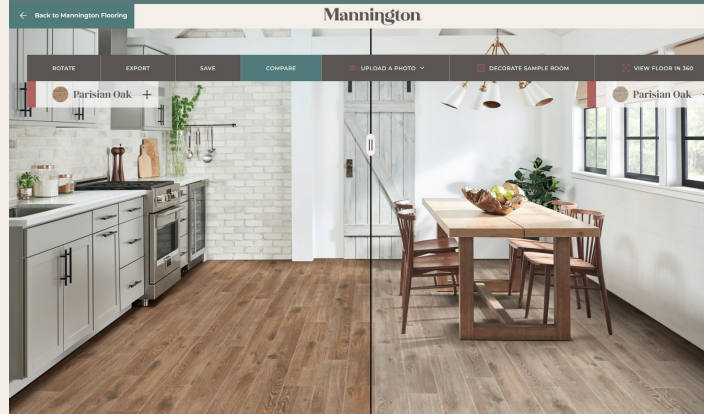 Back to Mannington Flooring
Mannington
ROTATE
EXPORT
SAVE
COMPARE
UPLOAD A PHOTO
DECORATE SAMPLE ROOM
VIEW FLOOR IN 360
Parisian Oak +
Parisian Oak